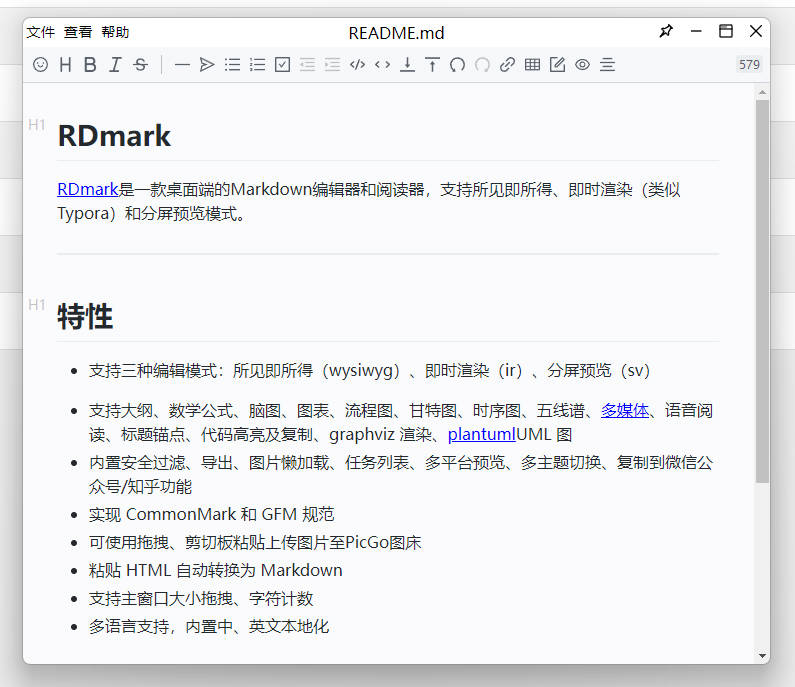 文件 查看 帮助 README.md
579
H1 RDmark
RDmark是一款桌面端的Markdown编辑器和阅读器，支持所见即所得、即时渲染（类似
Typora）和分屏预览模式。
H1 特性
支持三种编辑模式：所见即所得（wysiwyg）、即时渲染（ir）、分屏预览（sv）
支持大纲、数学公式、脑图、图表、流程图、甘特图、时序图、五线谱、多媒体、语音阅
读、标题锚点、代码高亮及复制、graphviz 渲染、plantumlUML 图
内置安全过滤、导出、图片懒加载、任务列表、多平台预览、多主题切换、复制到微信公
众号/知乎功能
实现 CommonMark 和 GFM 规范
可使用拖拽、剪切板粘贴上传图片至PicGo图床
粘贴 HTML 自动转换为 Markdown
支持主窗口大小拖拽、字符计数
多语言支持，内置中、英文本地化